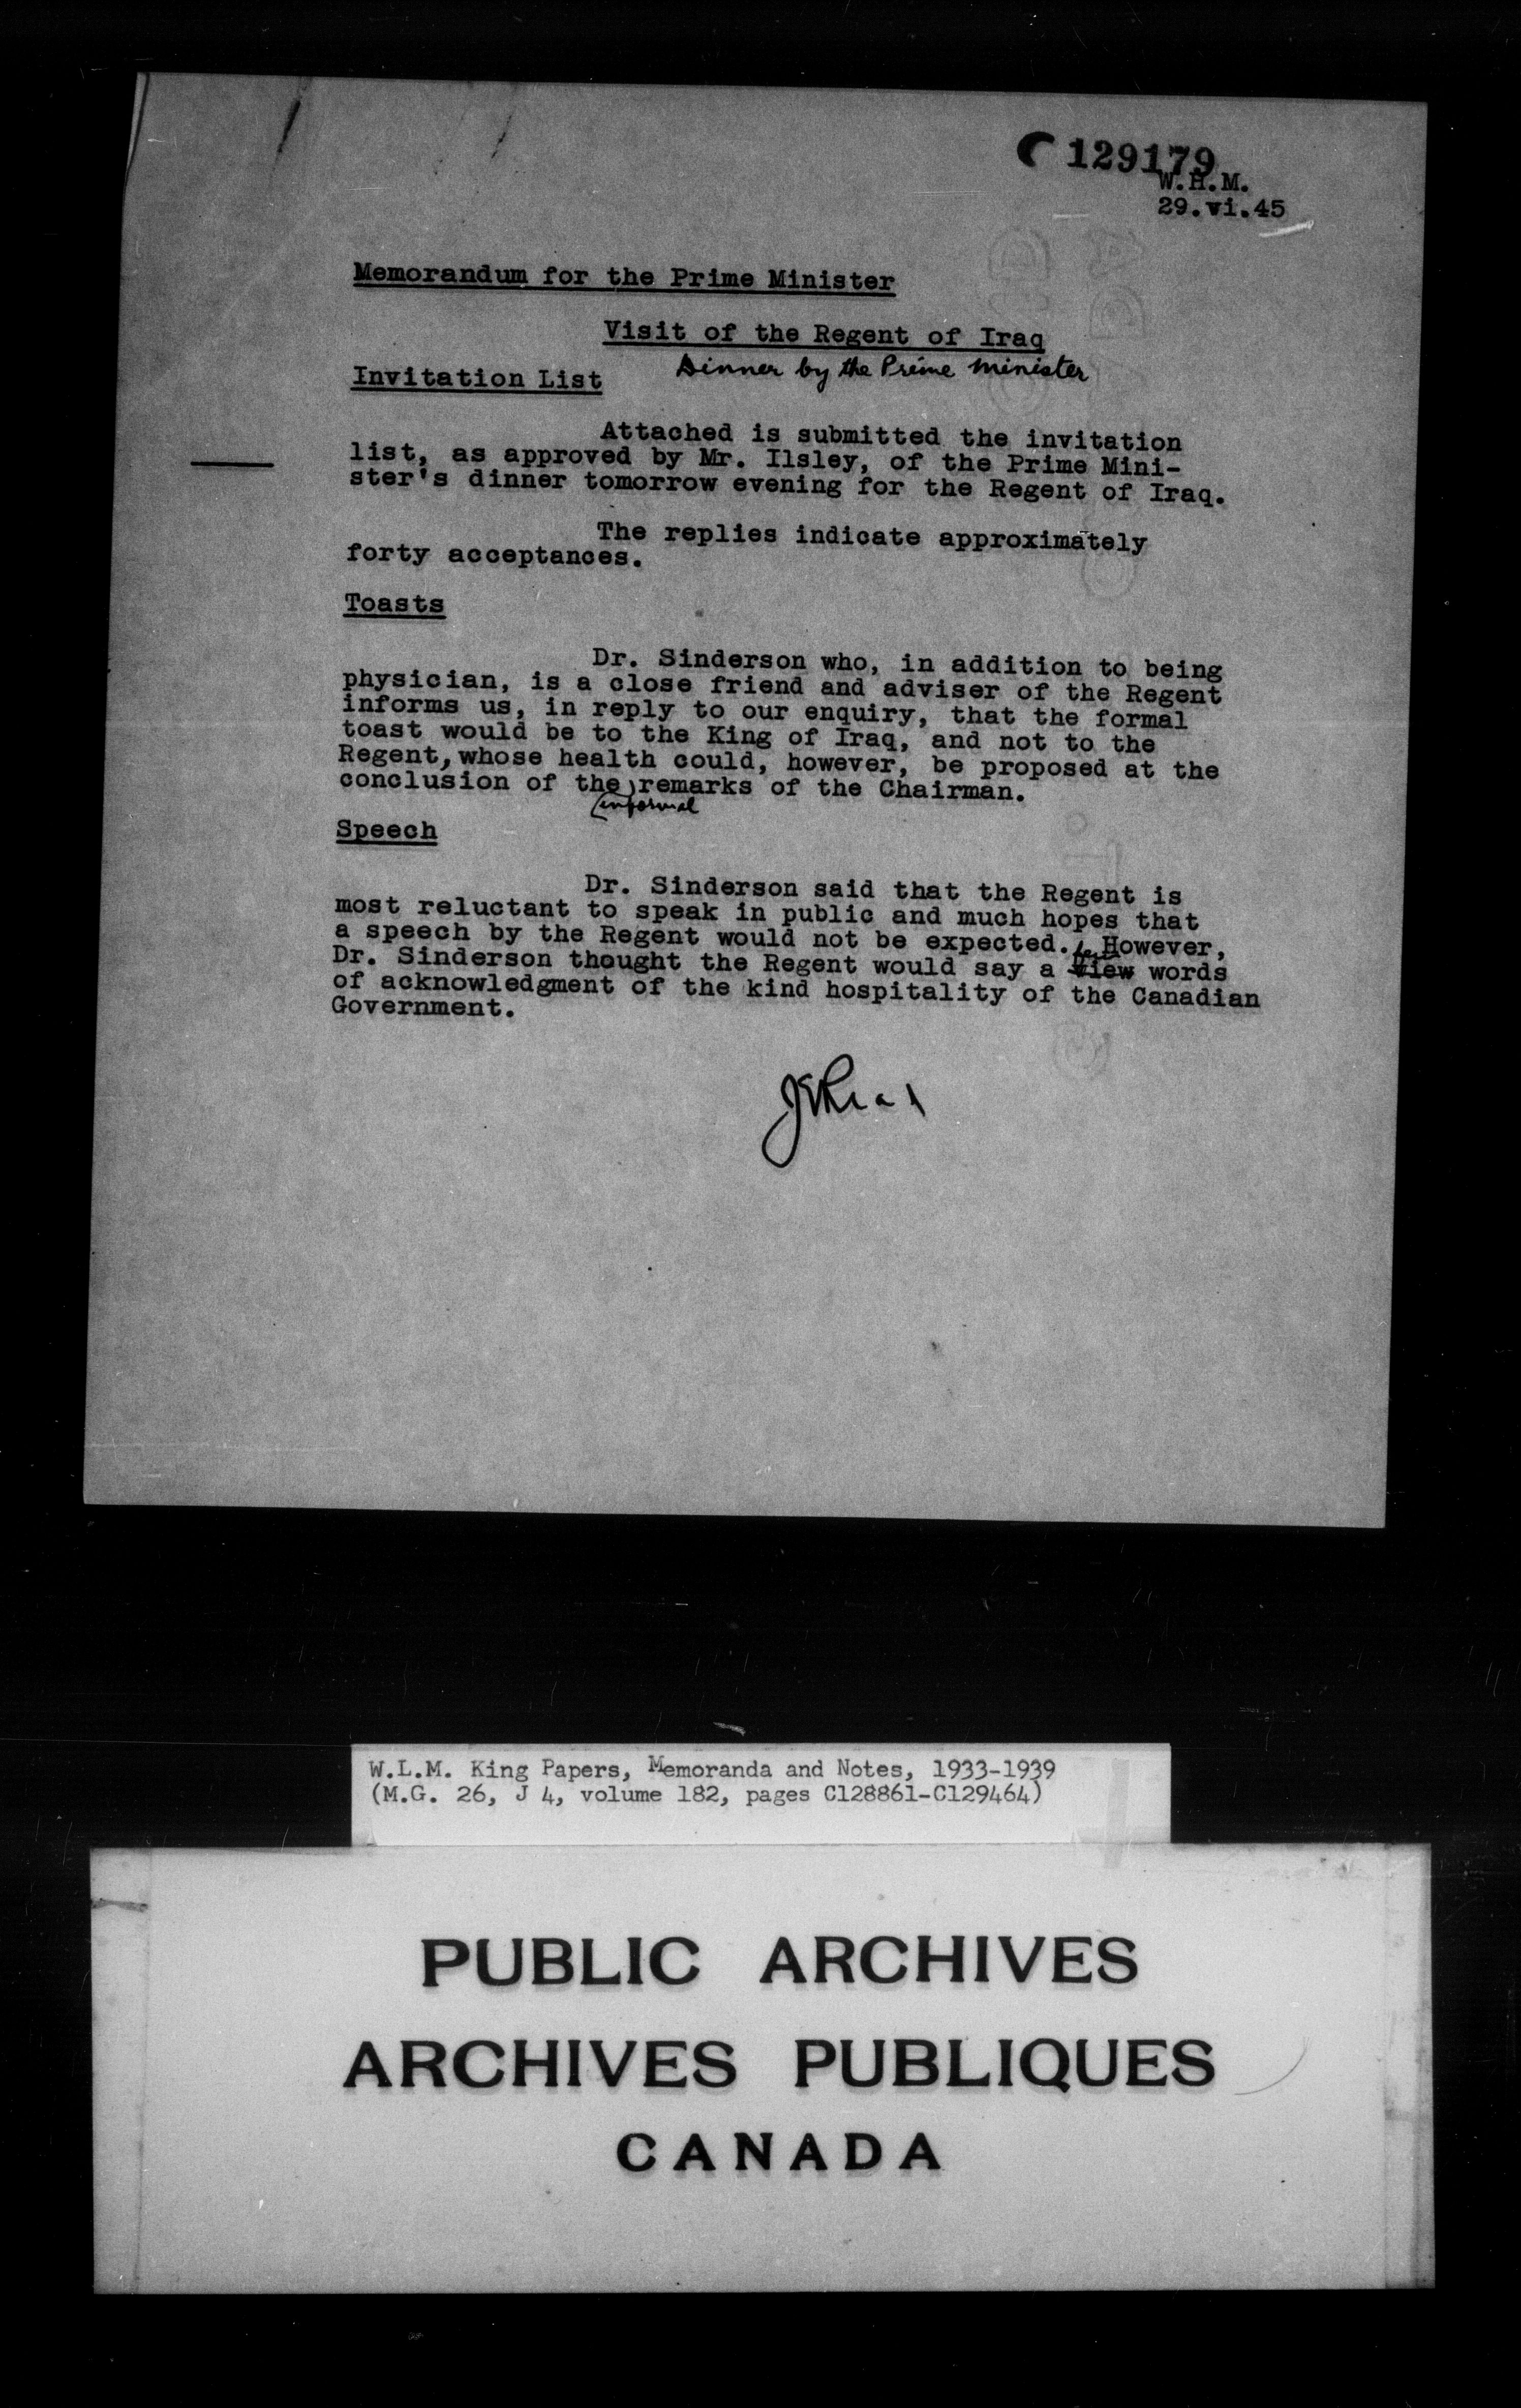 C129179
W.H.M.
29.vi.45
Memorandum for the Prime Minister
Visit of the Regent of Iraq
Dinner by the Prime Minister
Invitation List
Attached is submitted the invitation
list, as approved by Mr. Ilsley, of the Prime Mini-
ster's dinner tomorrow evening for the Regent of Iraq.
The replies indicate approximately
forty acceptances.
Toasts
Dr. Sinderson who, in addition to being
physician, is a close friend and adviser of the Regent
informs us, in reply to our enquiry, that the formal
toast would be to the King of Iraq, and not to the
Regent, whose health could, however, be proposed at the
conclusion of the remarks of the Chairman.
informal
Speech
Dr. Sinderson said that the Regent is
most reluctant to speak in public and much hopes that
a speech by the Regent would not be expected. However,
few
Dr. Sinderson thought the Regent would say a view words
of acknowledgment of the kind hospitality of the Canadian
Government.
JERead
W.L.M. King Papers, Memoranda and Notes, 1933-1939
(M.G. 26, J 4, volume 182, pages C128861-C129464)
PUBLIC ARCHIVES
ARCHIVES PUBLIQUES
CANADA